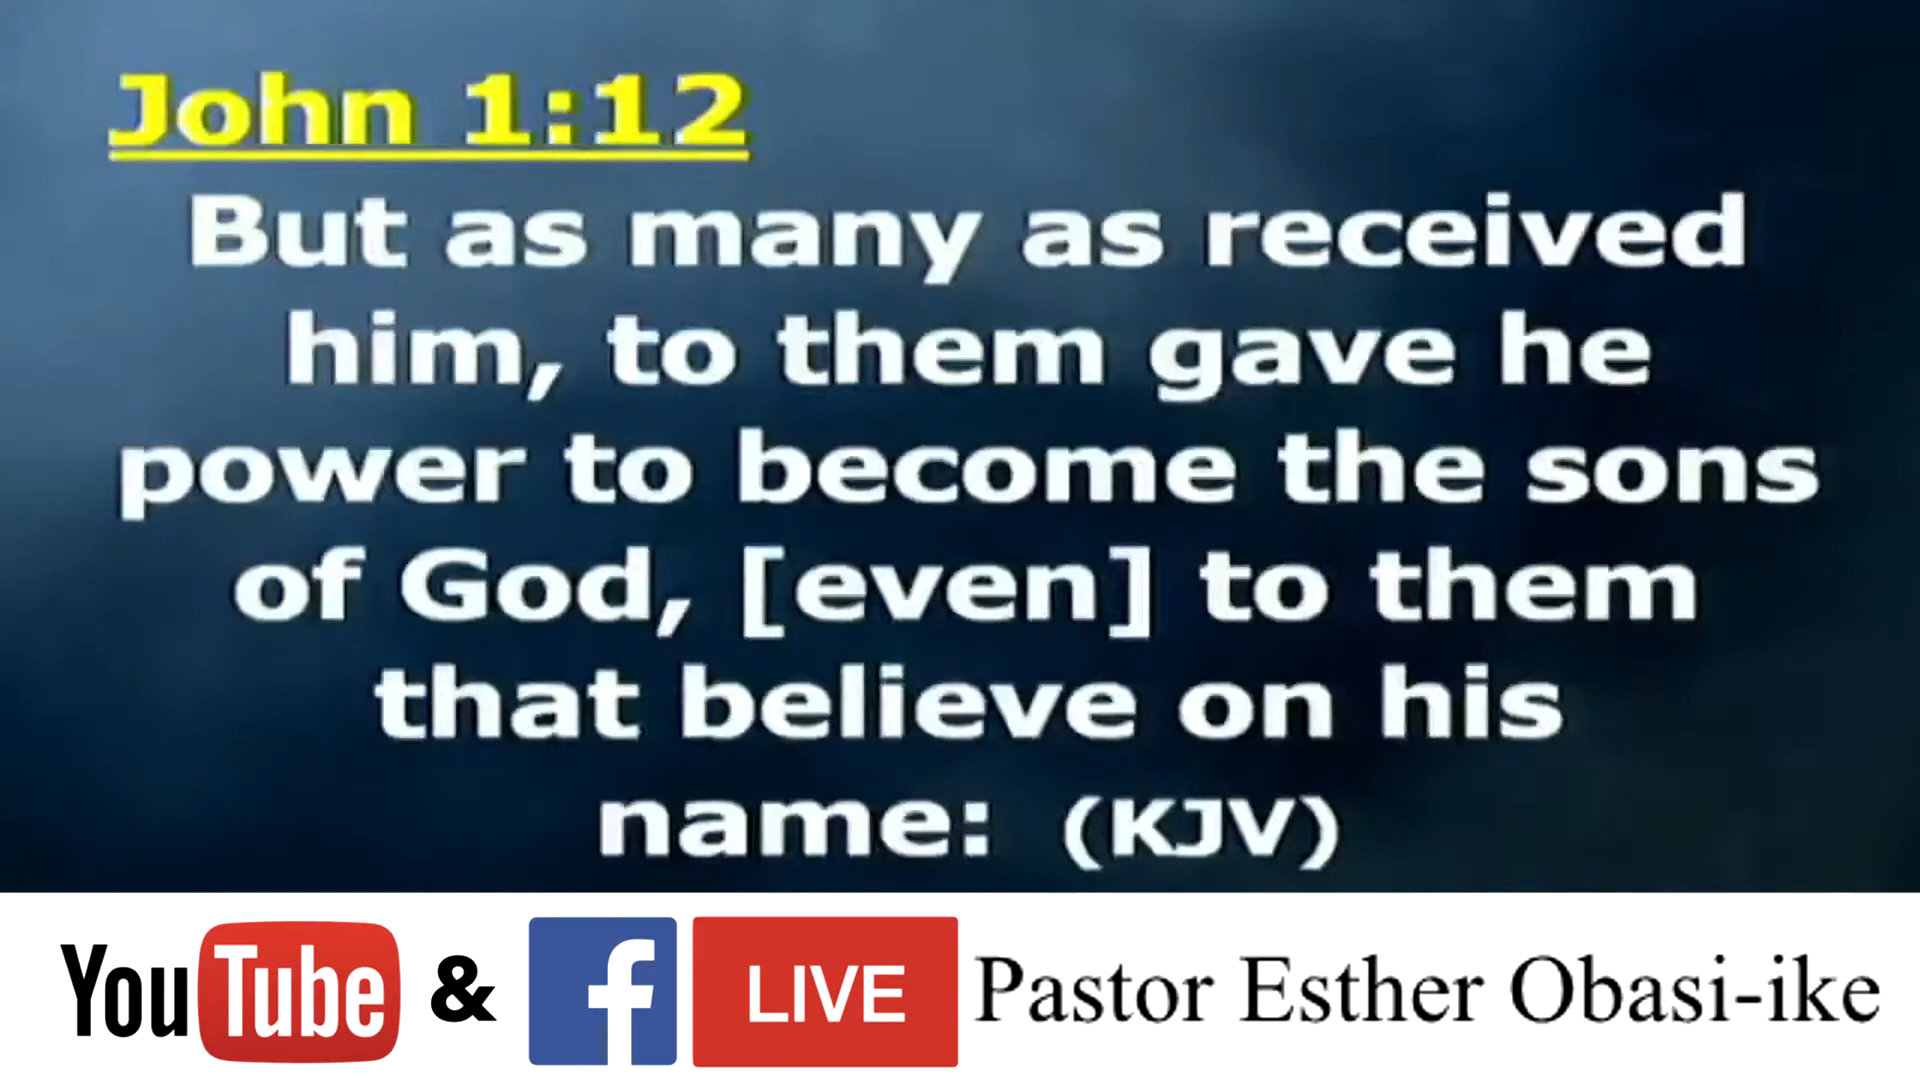 John 1:12
But as many as received
him, to them gave he
power to become the sons
of God, [even] to them
that believe on his
name: (KJV)
YouTube & f LIVE Pastor Esther Obasi-ike